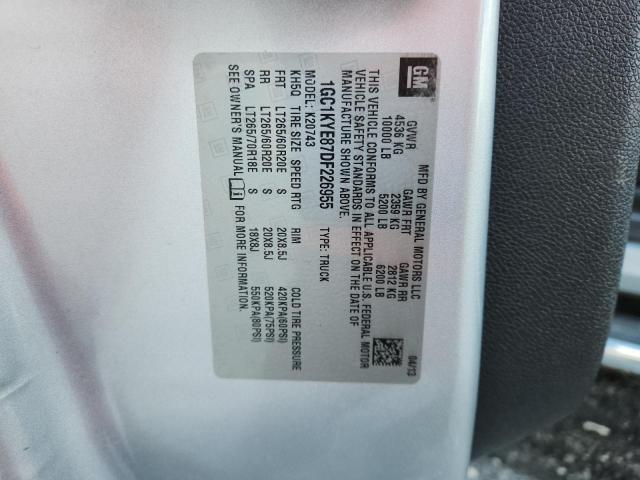 GM
MFD BY GENERAL MOTORS LLC
GVWR GAWR FRT GAWR RR
4536 KG 2359 KG 2812 KG
10000 LB 5200 LB 6200 LB
THIS VEHICLE CONFORMS TO ALL APPLICABLE U.S. FEDERAL MOTOR
VEHICLE SAFETY STANDARDS IN EFFECT ON THE DATE OF
MANUFACTURE SHOWN ABOVE.
04/13
1GC1KYE87DF226955 TYPE: TRUCK
MODEL: K20743
KH5Q TIRE SIZE SPEED RTG RIM COLD TIRE PRESSURE
FRT LT265/60R20E S 20X8.5J 420KPA(60PSI)
RR LT265/60R20E S 20X8.5J 520KPA(75PSI)
SPA LT265/70R18E S 18X8J 550KPA(80PSI)
SEE OWNER'S MANUAL FOR MORE INFORMATION.